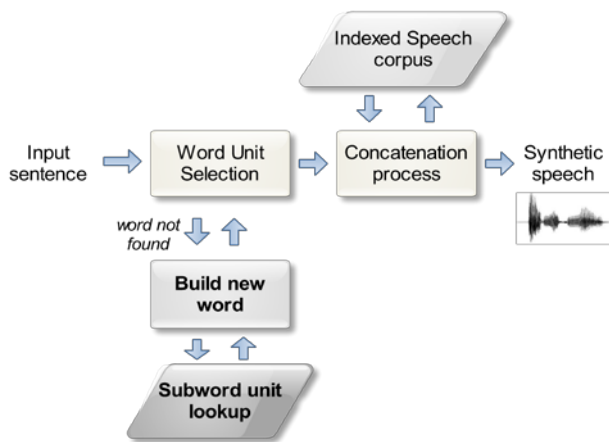 Indexed Speech
corpus
Input
sentence
Word Unit
Selection
Concatenation
process
Synthetic
speech
word not
found
Build new
word
Subword unit
lookup